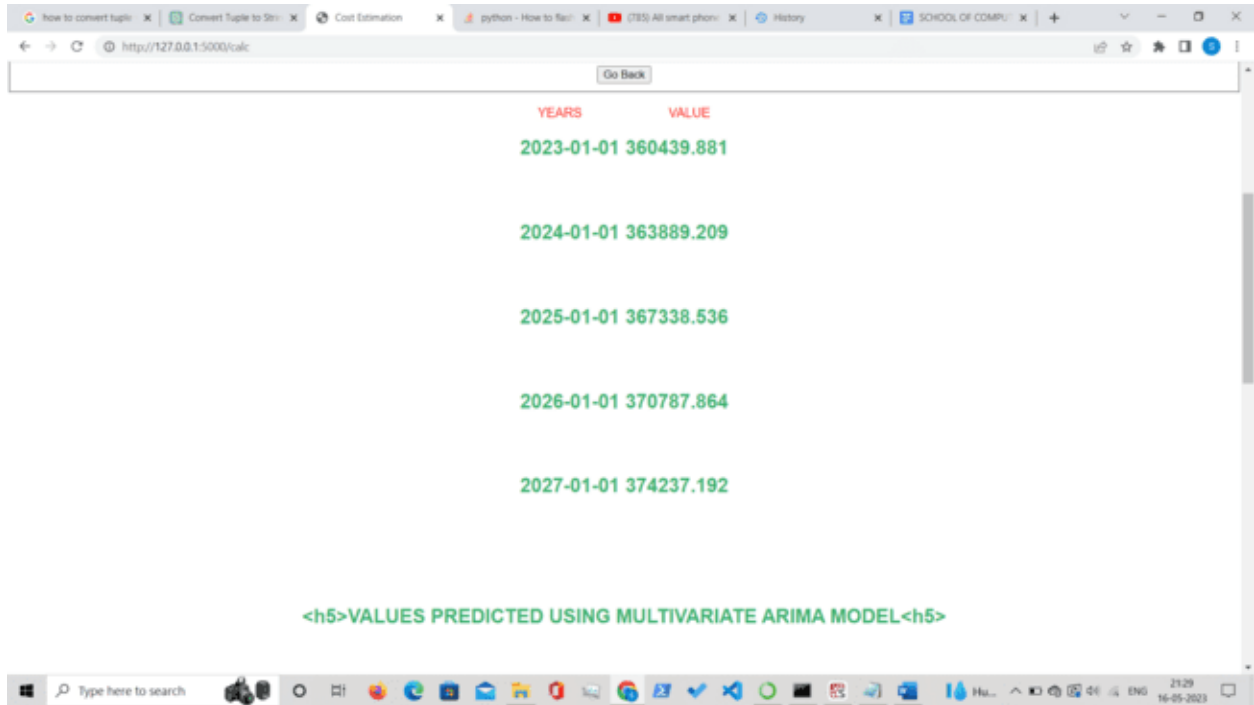 how to convert tuple
Convert Tuple to Stri
Cost Estimation
python - How to flash
(785) All smart phone
History
SCHOOL OF COMPU
http://127.0.0.1:5000/calc
S
Go Back
YEARS VALUE
2023-01-01 360439.881
2024-01-01 363889.209
2025-01-01 367338.536
2026-01-01 370787.864
2027-01-01 374237.192
<h5>VALUES PREDICTED USING MULTIVARIATE ARIMA MODEL<h5>
Type here to search
Hu...
ENG
21:29
16-05-2023